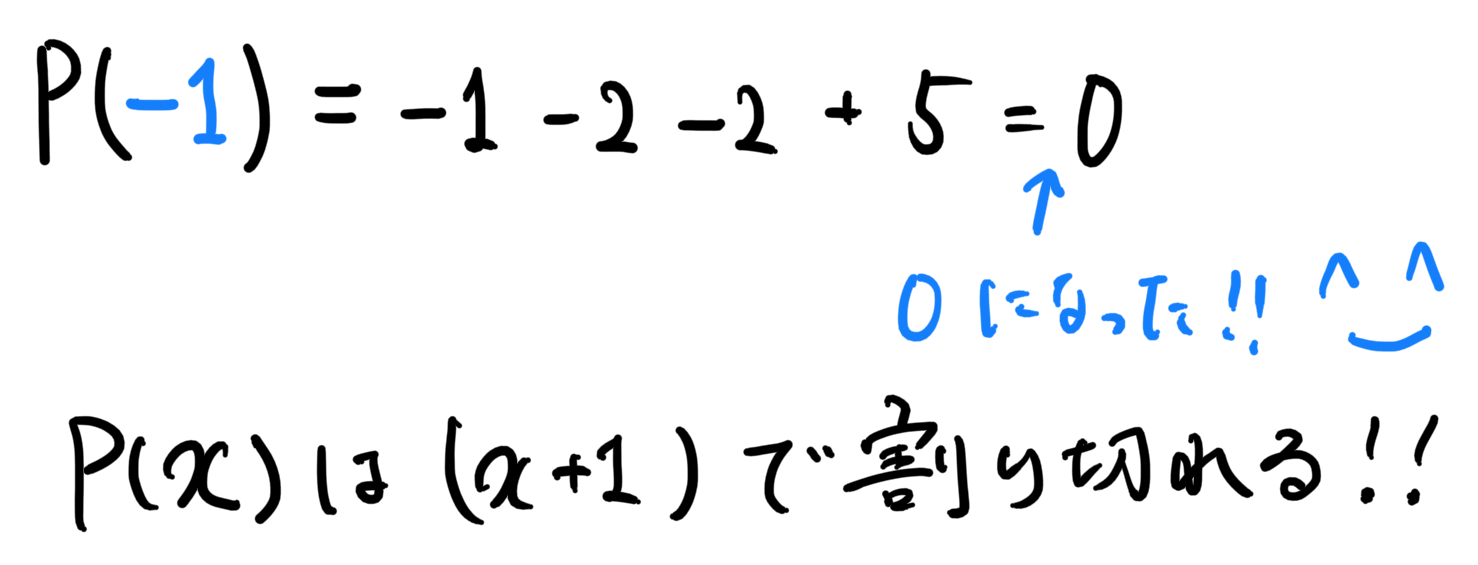 P(-1) = -1 -2 -2 + 5 = 0
↑
0になった!! ^ ^
P(x)は(x+1)で割り切れる!!